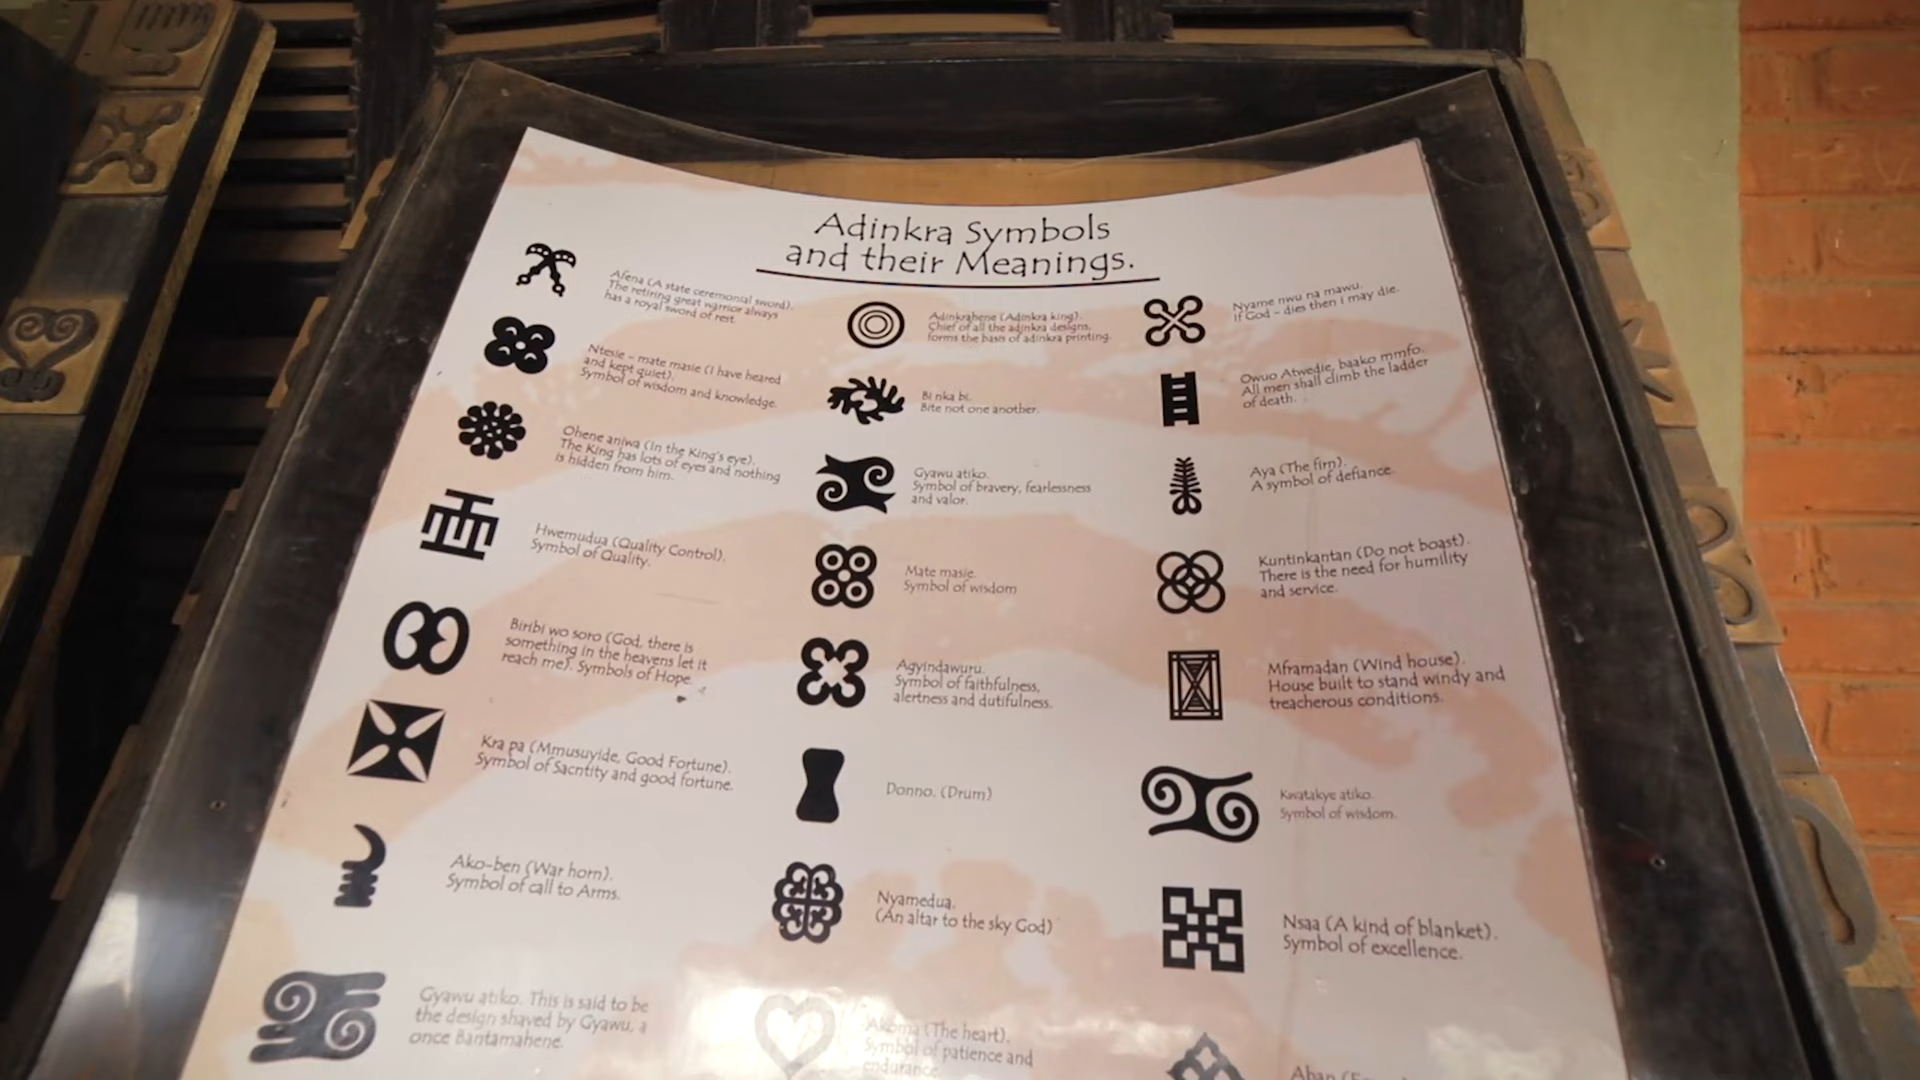 Adinkra Symbols
and their Meanings.
Afena (A state ceremonial sword).
The retiring great warrior always
has a royal sword of rest.
Ntesie - mate masie (I have heared
and kept quiet).
Symbol of wisdom and knowledge.
Ohene aniwa (In the King's eye).
The King has lots of eyes and nothing
is hidden from him.
Hwemudua (Quality Control).
Symbol of Quality.
Biribi wo soro (God, there is
something in the heavens let it
reach me). Symbols of Hope.
Kra pa (Mmusuyide, Good Fortune).
Symbol of Sacntity and good fortune.
Ako-ben (War horn).
Symbol of call to Arms.
Gyawu atiko. This is said to be
the design shaved by Gyawu, a
once Bantamahene.
Adinkrahene (Adinkra king).
Chief of all the adinkra designs,
forms the basis of adinkra printing.
Bi nka bi.
Bite not one another.
Gyawu atiko.
Symbol of bravery, fearlessness
and valor.
Mate masie.
Symbol of wisdom
Agyindawuru.
Symbol of faithfulness,
alertness and dutifulness.
Donno. (Drum)
Nyamedua.
(An altar to the sky God)
Akoma (The heart).
Symbol of patience and
endurance.
Nyame nwu na mawu.
If God - dies then i may die.
Owuo Atwedie, baako mmfo.
All men shall climb the ladder
of death.
Aya (The firn).
A symbol of defiance.
Kuntinkantan (Do not boast).
There is the need for humility
and service.
Mframadan (Wind house).
House built to stand windy and
treacherous conditions.
Kwatakye atiko.
Symbol of wisdom.
Nsaa (A kind of blanket).
Symbol of excellence.